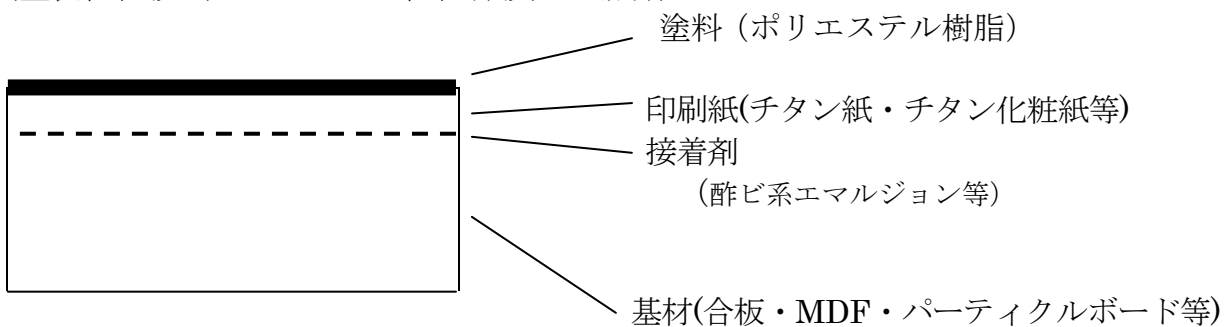 塗料（ポリエステル樹脂）
印刷紙(チタン紙・チタン化粧紙等)
接着剤
（酢ビ系エマルジョン等）
基材(合板・MDF・パーティクルボード等)